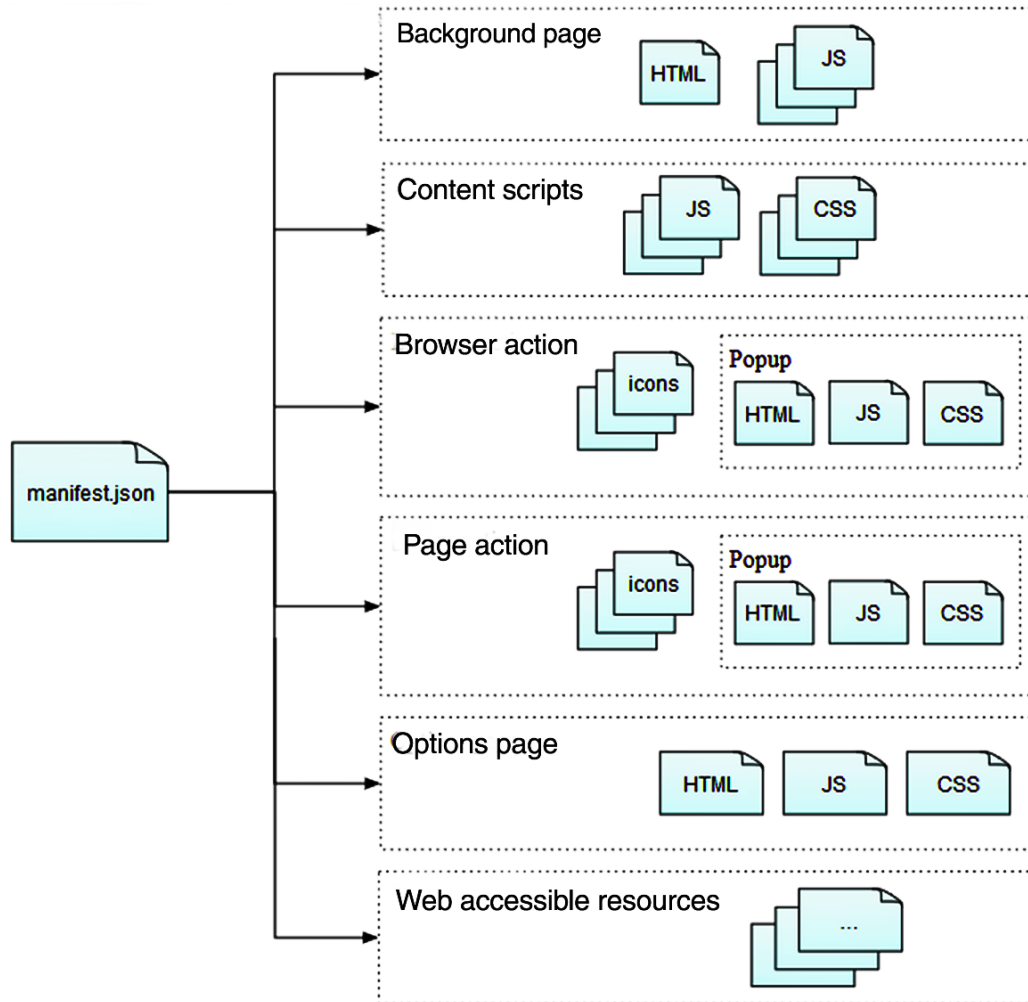 Background page
HTML
JS
Content scripts
JS
CSS
Browser action
icons
Popup
HTML
JS
CSS
manifest.json
Page action
icons
Popup
HTML
JS
CSS
Options page
HTML
JS
CSS
Web accessible resources
...